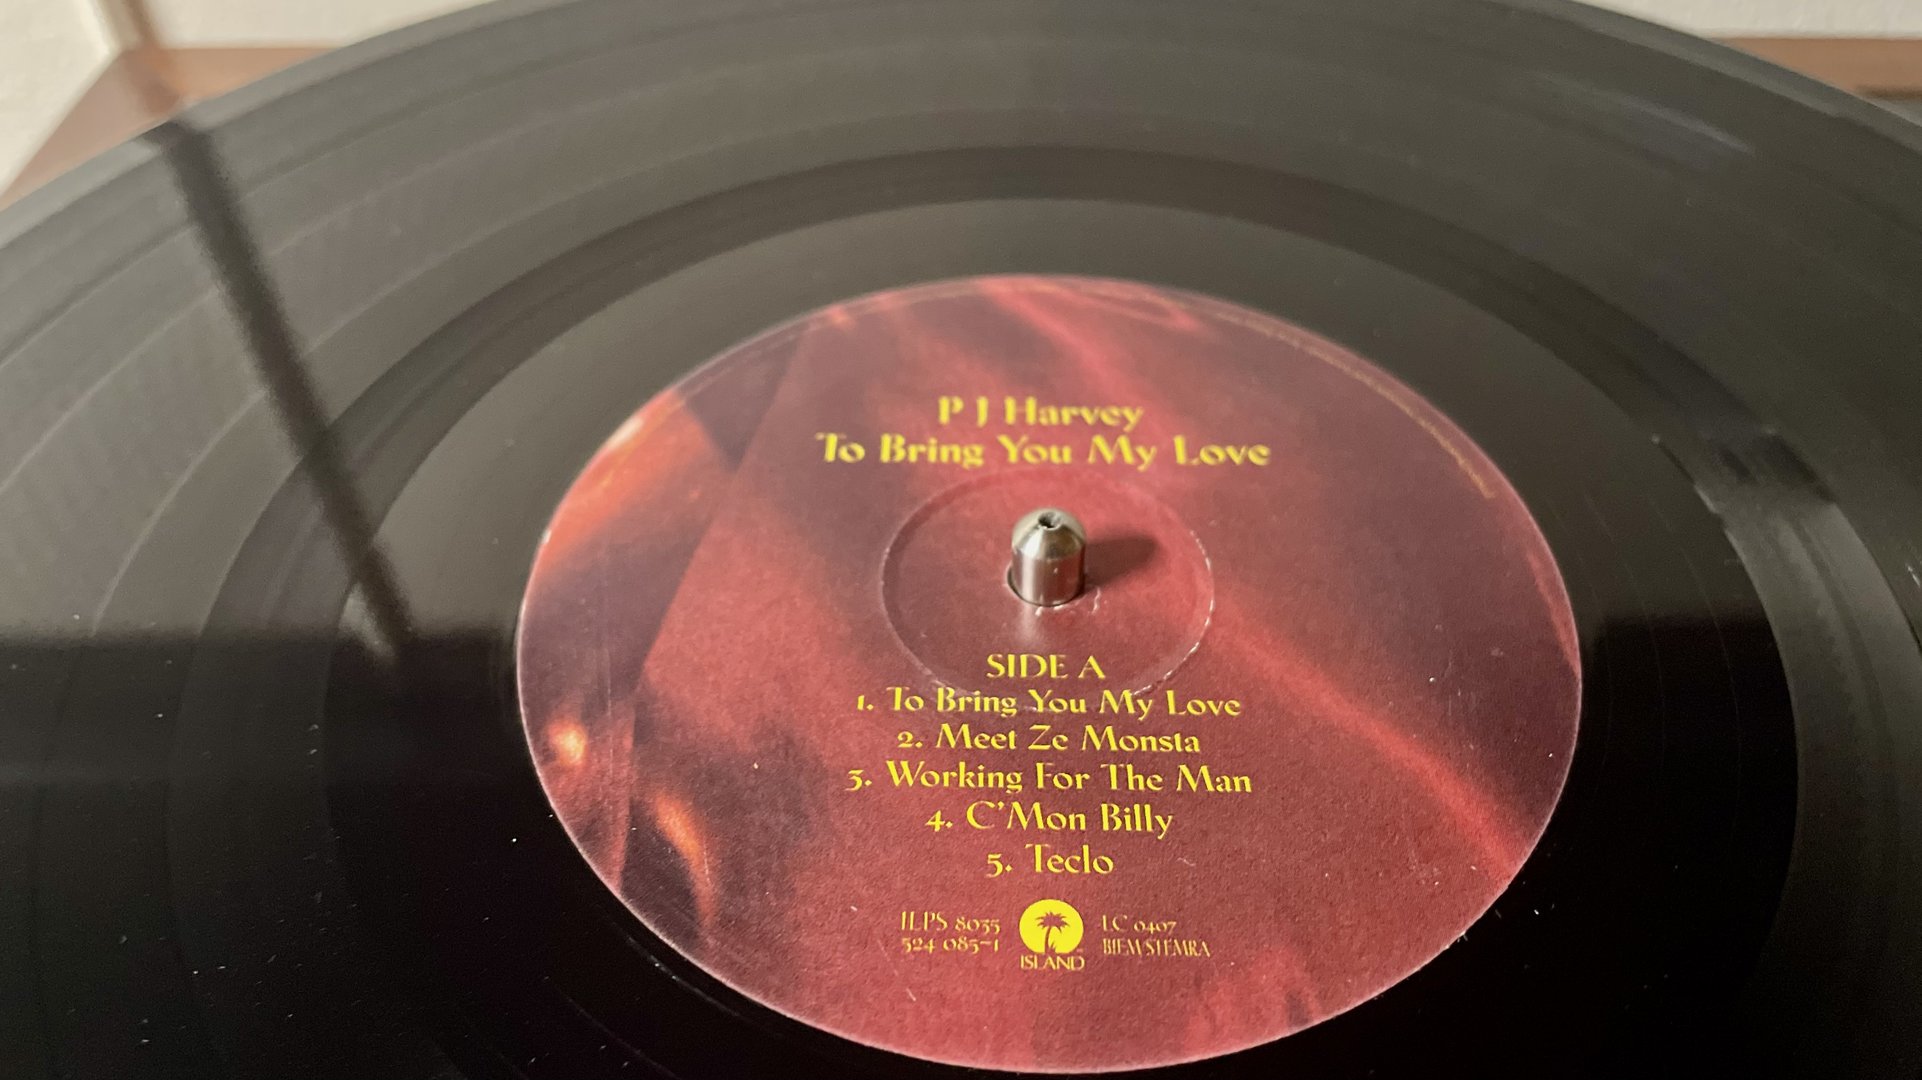 P J Harvey
To Bring You My Love
SIDE A
1. To Bring You My Love
2. Meet Ze Monsta
3. Working For The Man
4. C'Mon Billy
5. Teclo
ILPS 8035
524 085-1
ISLAND
LC 0407
BIEM/STEMRA